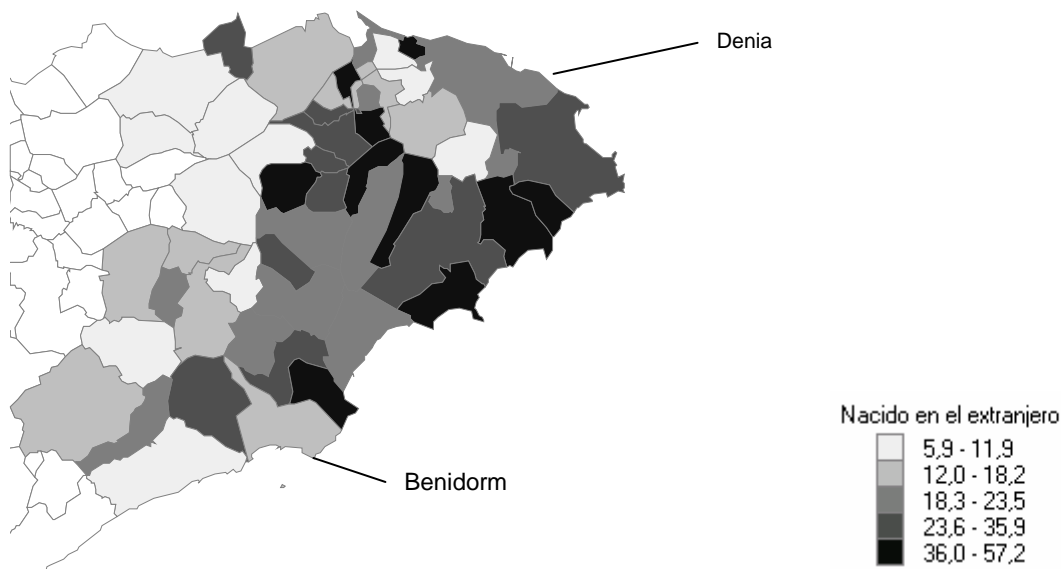 Denia
Benidorm
Nacido en el extranjero
5,9 - 11,9
12,0 - 18,2
18,3 - 23,5
23,6 - 35,9
36,0 - 57,2